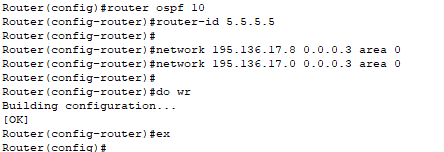 Router(config)#router ospf 10
Router(config-router)#router-id 5.5.5.5
Router(config-router)#
Router(config-router)#network 195.136.17.8 0.0.0.3 area 0
Router(config-router)#network 195.136.17.0 0.0.0.3 area 0
Router(config-router)#
Router(config-router)#do wr
Building configuration...
[OK]
Router(config-router)#ex
Router(config)#